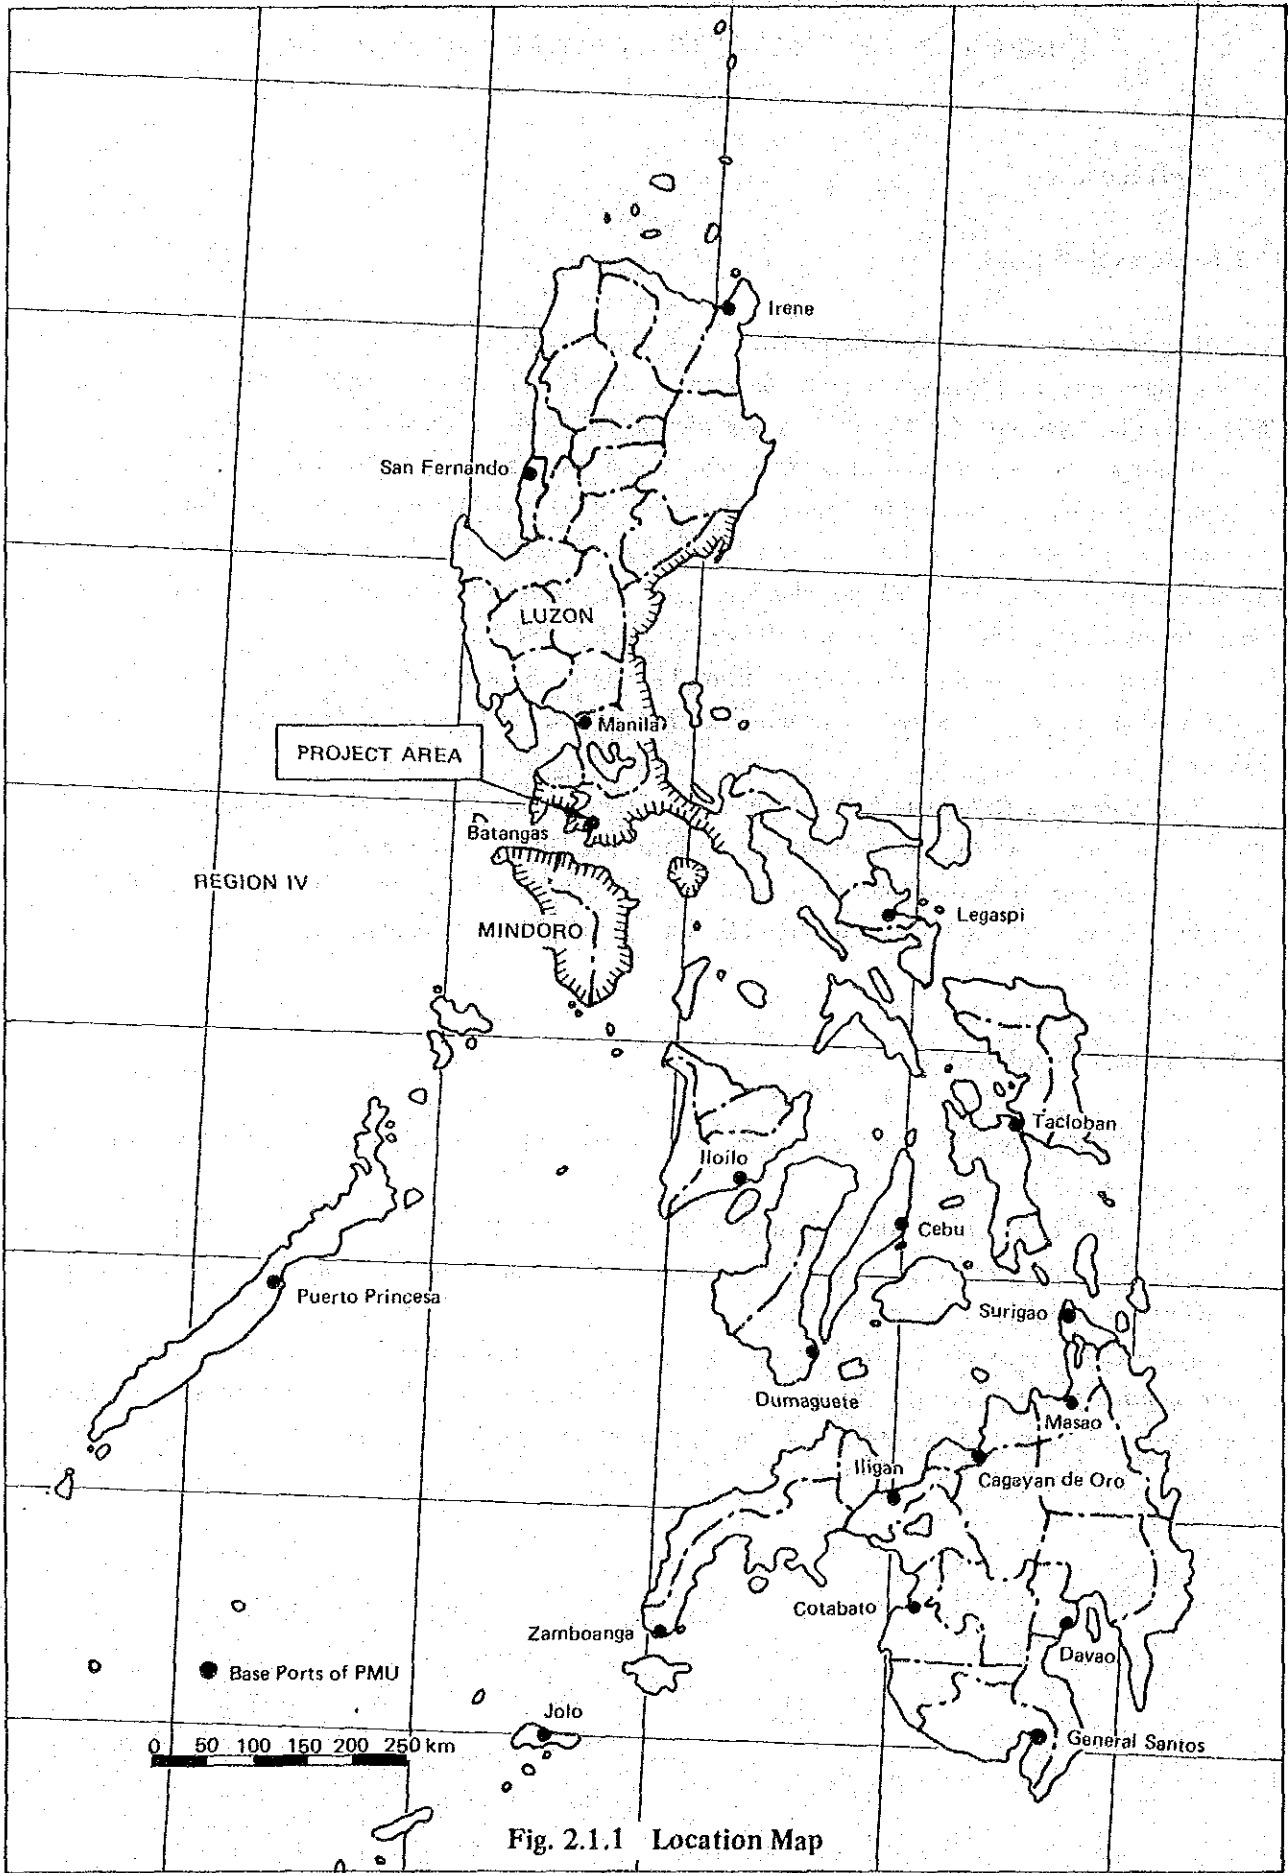 Irene
San Fernando
LUZON
Manila
PROJECT AREA
Batangas
REGION IV
MINDORO
Legaspi
Tacloban
Iloilo
Cebu
Puerto Princesa
Surigao
Dumaguete
Masao
Iligan
Cagayan de Oro
Cotabato
Zamboanga
Davao
Base Ports of PMU
Jolo
General Santos
0 50 100 150 200 250 km
Fig. 2.1.1 Location Map